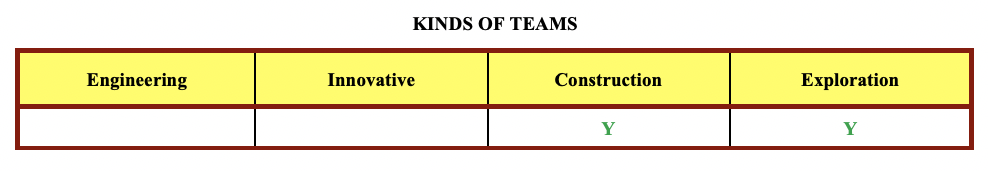 KINDS OF TEAMS
Engineering Innovative Construction Exploration
Y Y